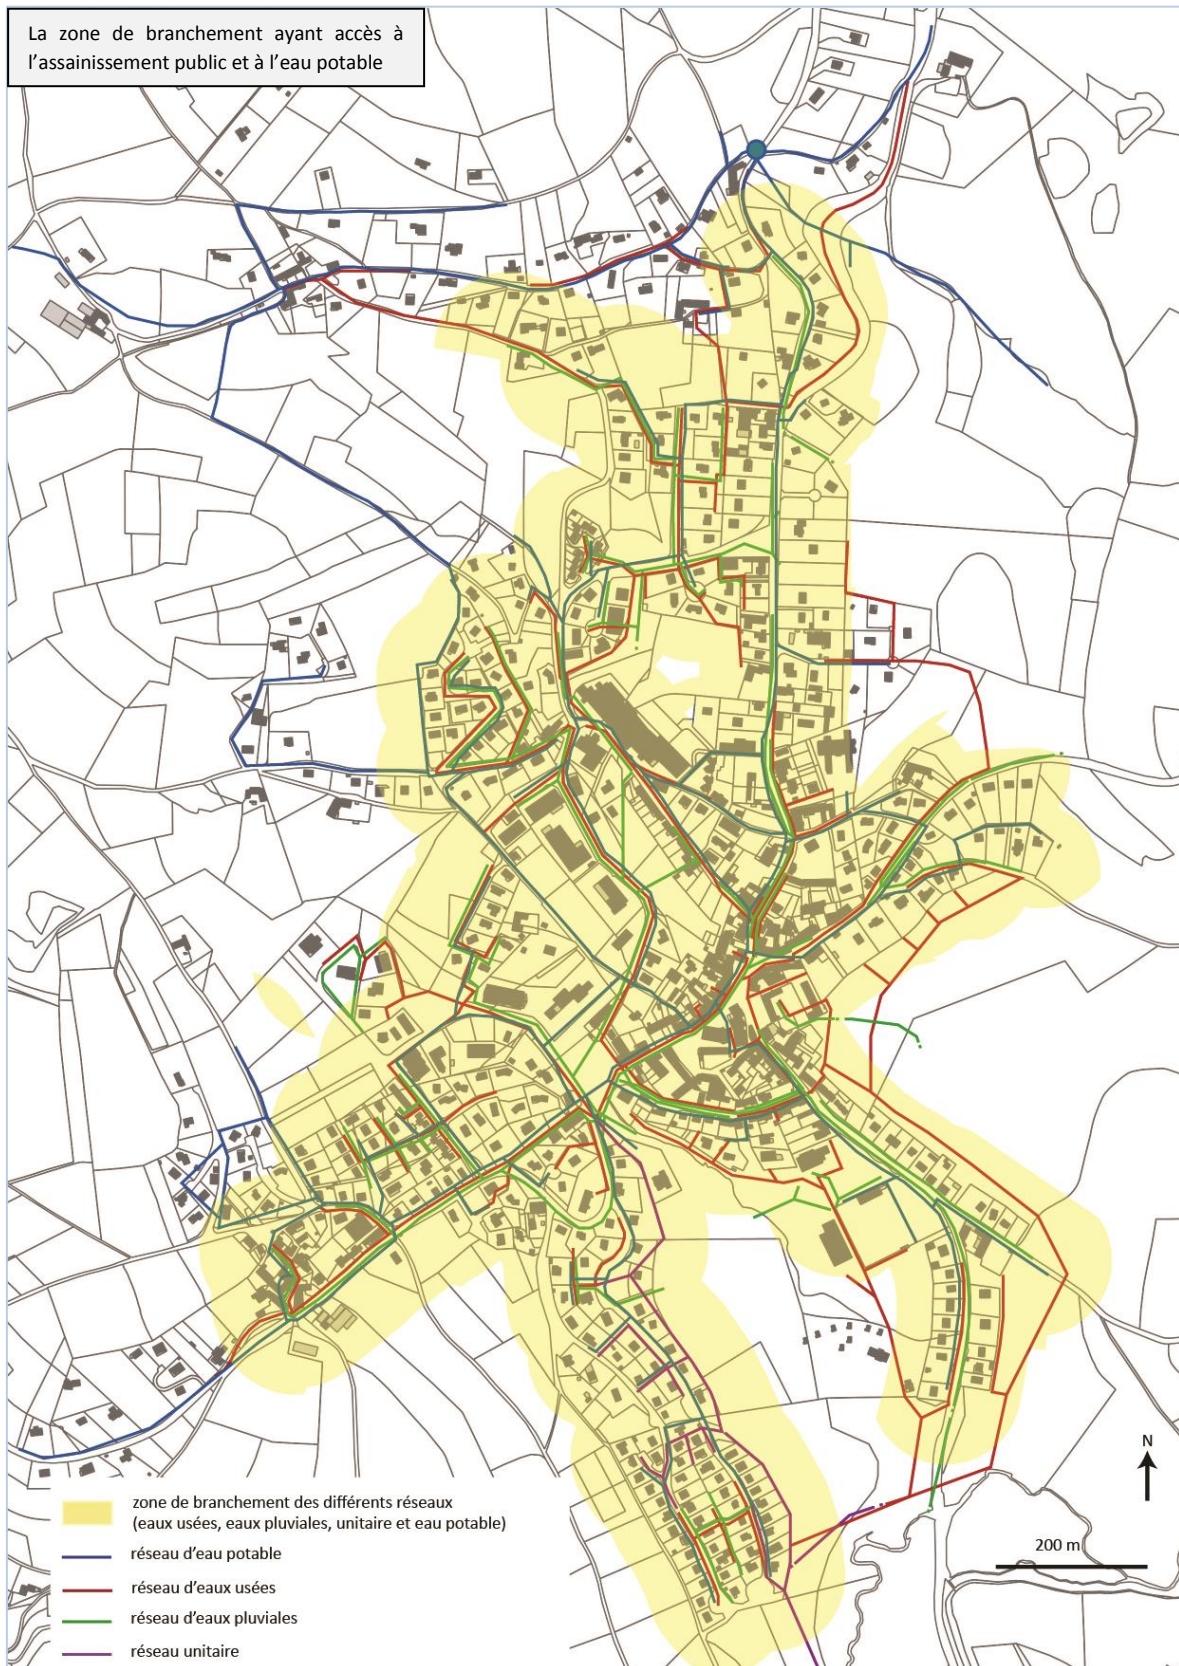 La zone de branchement ayant accès à
l'assainissement public et à l'eau potable
N
200 m
zone de branchement des différents réseaux
(eaux usées, eaux pluviales, unitaire et eau potable)
réseau d'eau potable
réseau d'eaux usées
réseau d'eaux pluviales
réseau unitaire